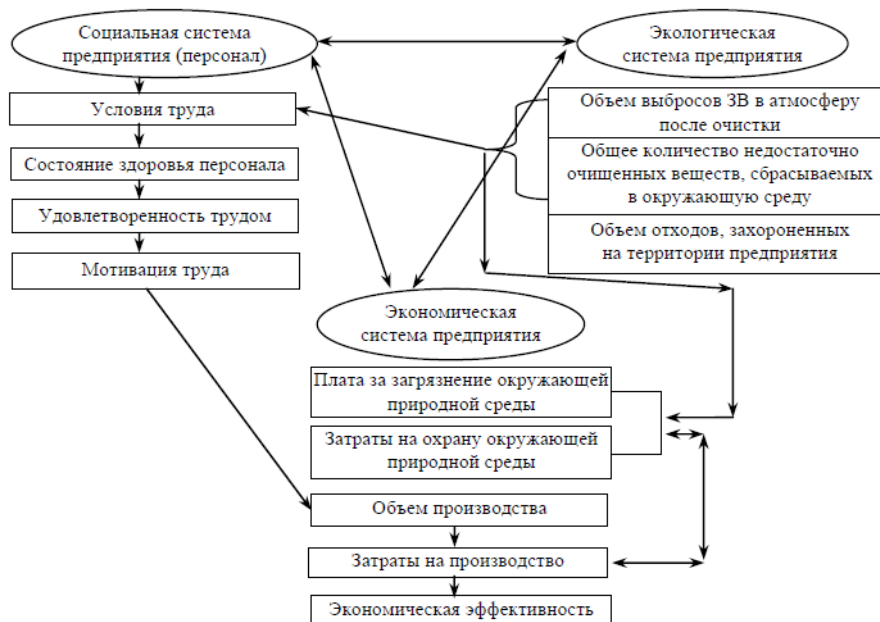 Социальная система
предприятия (персонал)
Экологическая
система предприятия
Условия труда
Объем выбросов ЗВ в атмосферу
после очистки
Состояние здоровья персонала
Общее количество недостаточно
очищенных веществ, сбрасываемых
в окружающую среду
Удовлетворенность трудом
Объем отходов, захороненных
на территории предприятия
Мотивация труда
Экономическая
система предприятия
Плата за загрязнение окружающей
природной среды
Затраты на охрану окружающей
природной среды
Объем производства
Затраты на производство
Экономическая эффективность